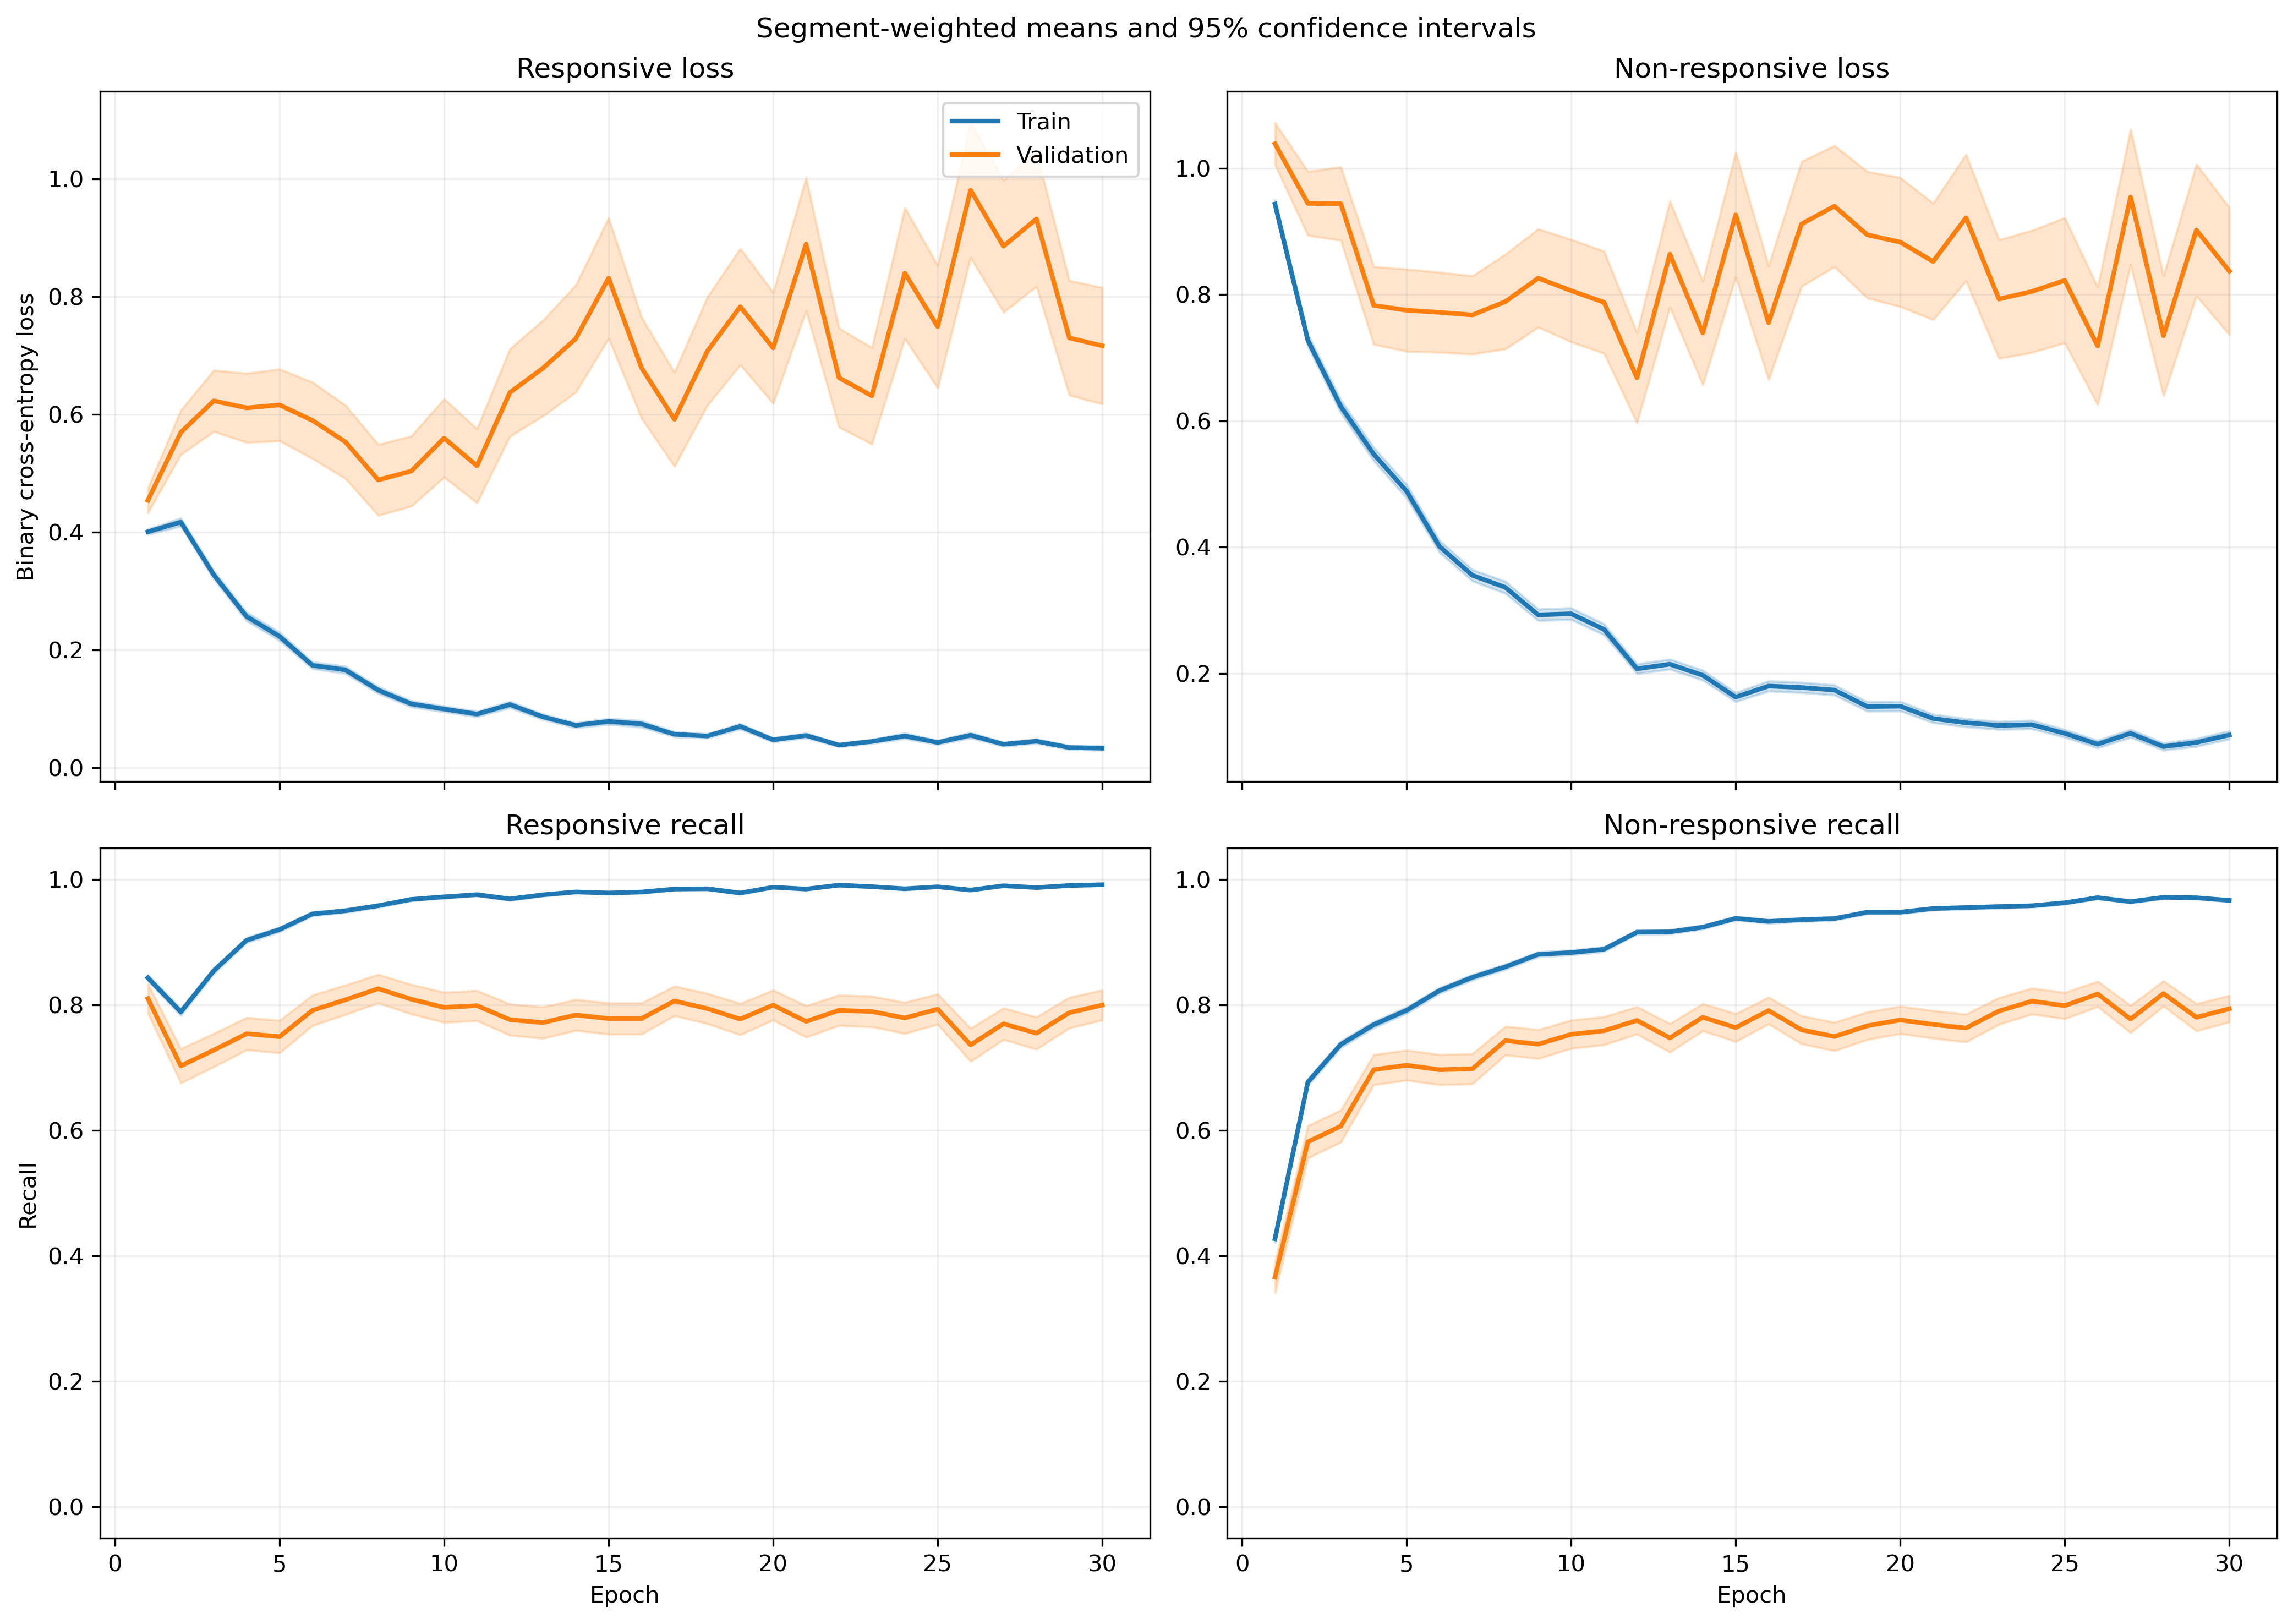 Segment-weighted means and 95% confidence intervals
Responsive loss
Non-responsive loss
Train
Validation
Binary cross-entropy loss
1.0
0.8
0.6
0.4
0.2
0.0
1.0
0.8
0.6
0.4
0.2
Responsive recall
Non-responsive recall
Recall
1.0
0.8
0.6
0.4
0.2
0.0
1.0
0.8
0.6
0.4
0.2
0.0
0 5 10 15 20 25 30
0 5 10 15 20 25 30
Epoch
Epoch